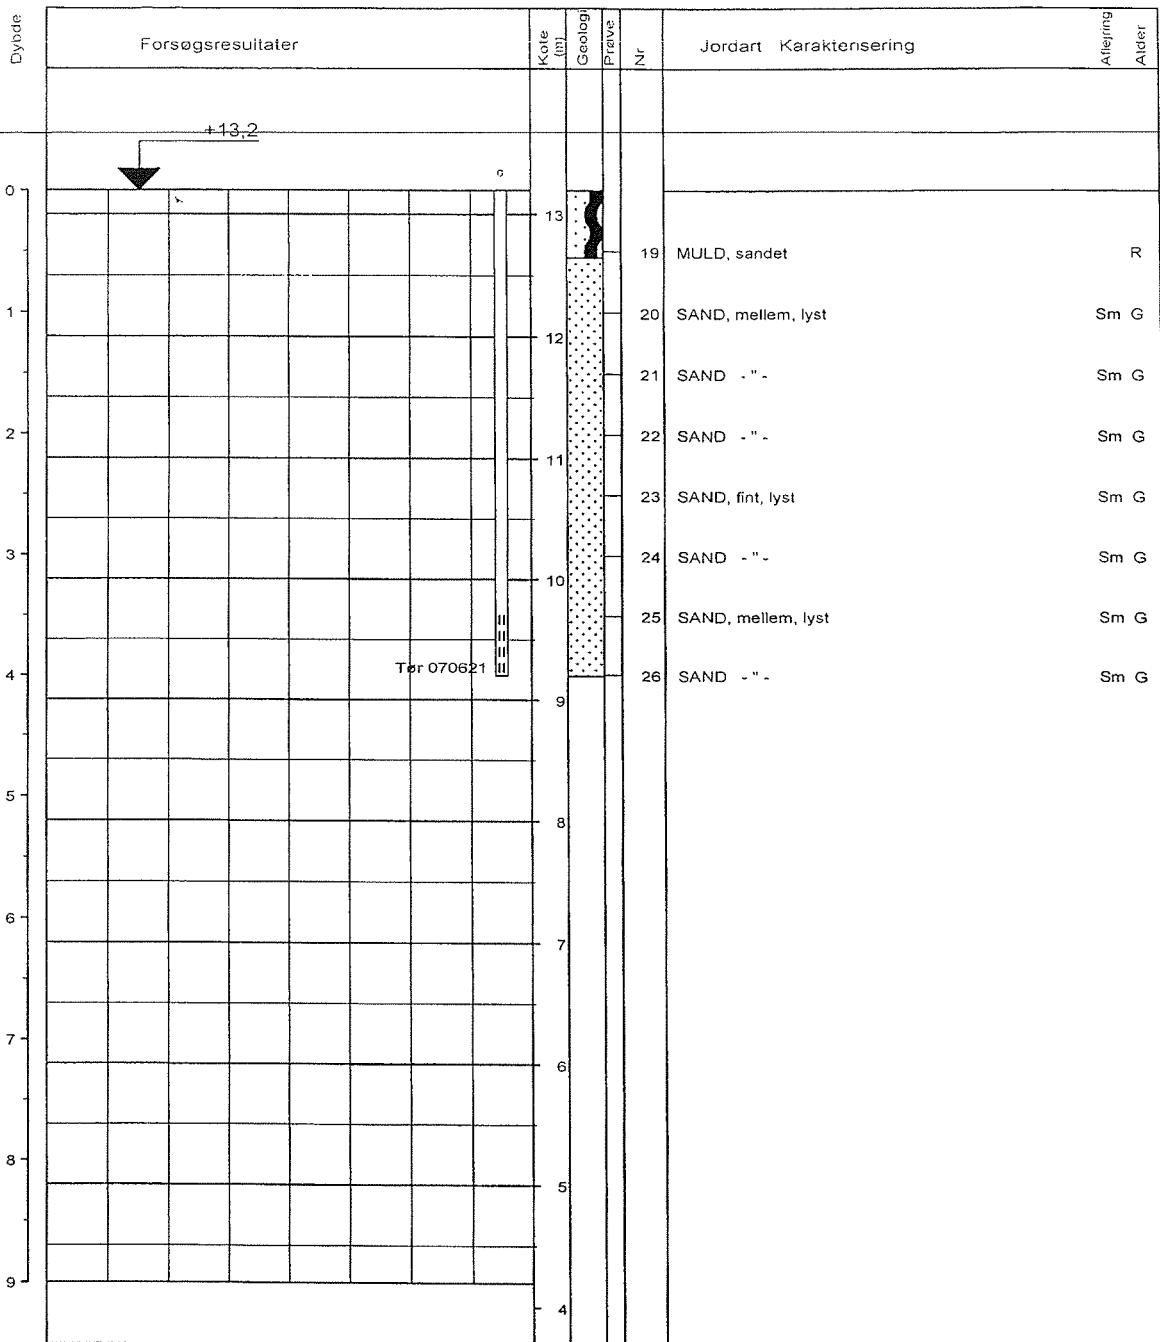 Dybde
Forsøgsresultater
Kote (m)
Geologi
Prøve
Nr
Jordart Karakterisering
Aflejring
Alder
+13,2
0
13
19 MULD, sandet R
1
20 SAND, mellem, lyst Sm G
12
21 SAND -"- Sm G
2
22 SAND -"- Sm G
11
23 SAND, fint, lyst Sm G
3
24 SAND -"- Sm G
10
25 SAND, mellem, lyst Sm G
4
Tør 070621
26 SAND -"- Sm G
9
5
8
6
7
7
6
8
5
9
4